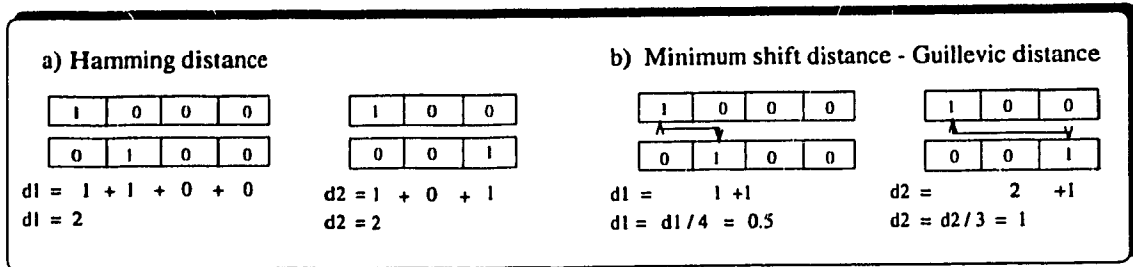 a) Hamming distance
1 0 0 0
0 1 0 0
d1 = 1 + 1 + 0 + 0
d1 = 2
1 0 0
0 0 1
d2 = 1 + 0 + 1
d2 = 2
b) Minimum shift distance - Guillevic distance
1 0 0 0
0 1 0 0
d1 = 1 +1
d1 = d1/4 = 0.5
1 0 0
0 0 1
d2 = 2 +1
d2 = d2/3 = 1